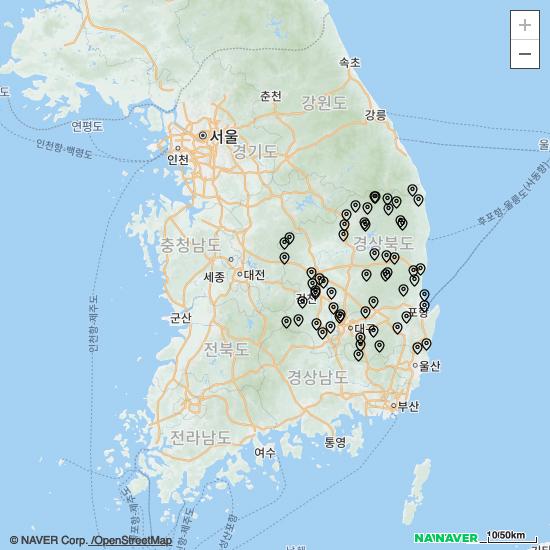 +
−
속초
춘천
강원도
강릉
도
연평도
서울
울
인천항-백령도
인천
경기도
후포항-울릉도(사동항)
충청남도
경상북도
세종
대전
김천
포항
군산
대구
인천항-제주도
전북도
울산
경상남도
부산
전라남도
여수
통영
© NAVER Corp. /OpenStreetMap
NAVER
10/50km